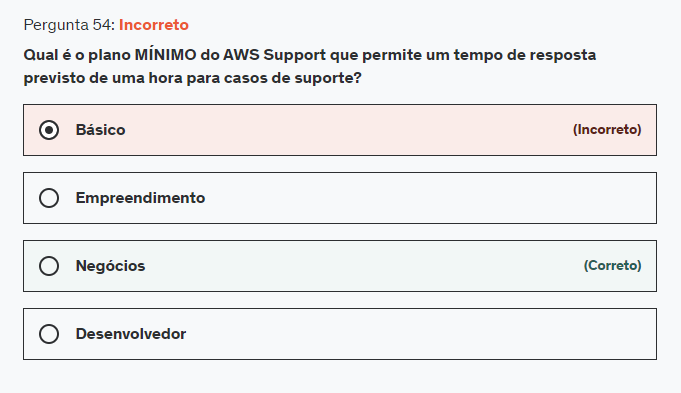 Pergunta 54: Incorreto
Qual é o plano MÍNIMO do AWS Support que permite um tempo de resposta
previsto de uma hora para casos de suporte?
Básico (Incorreto)
Empreendimento
Negócios (Correto)
Desenvolvedor